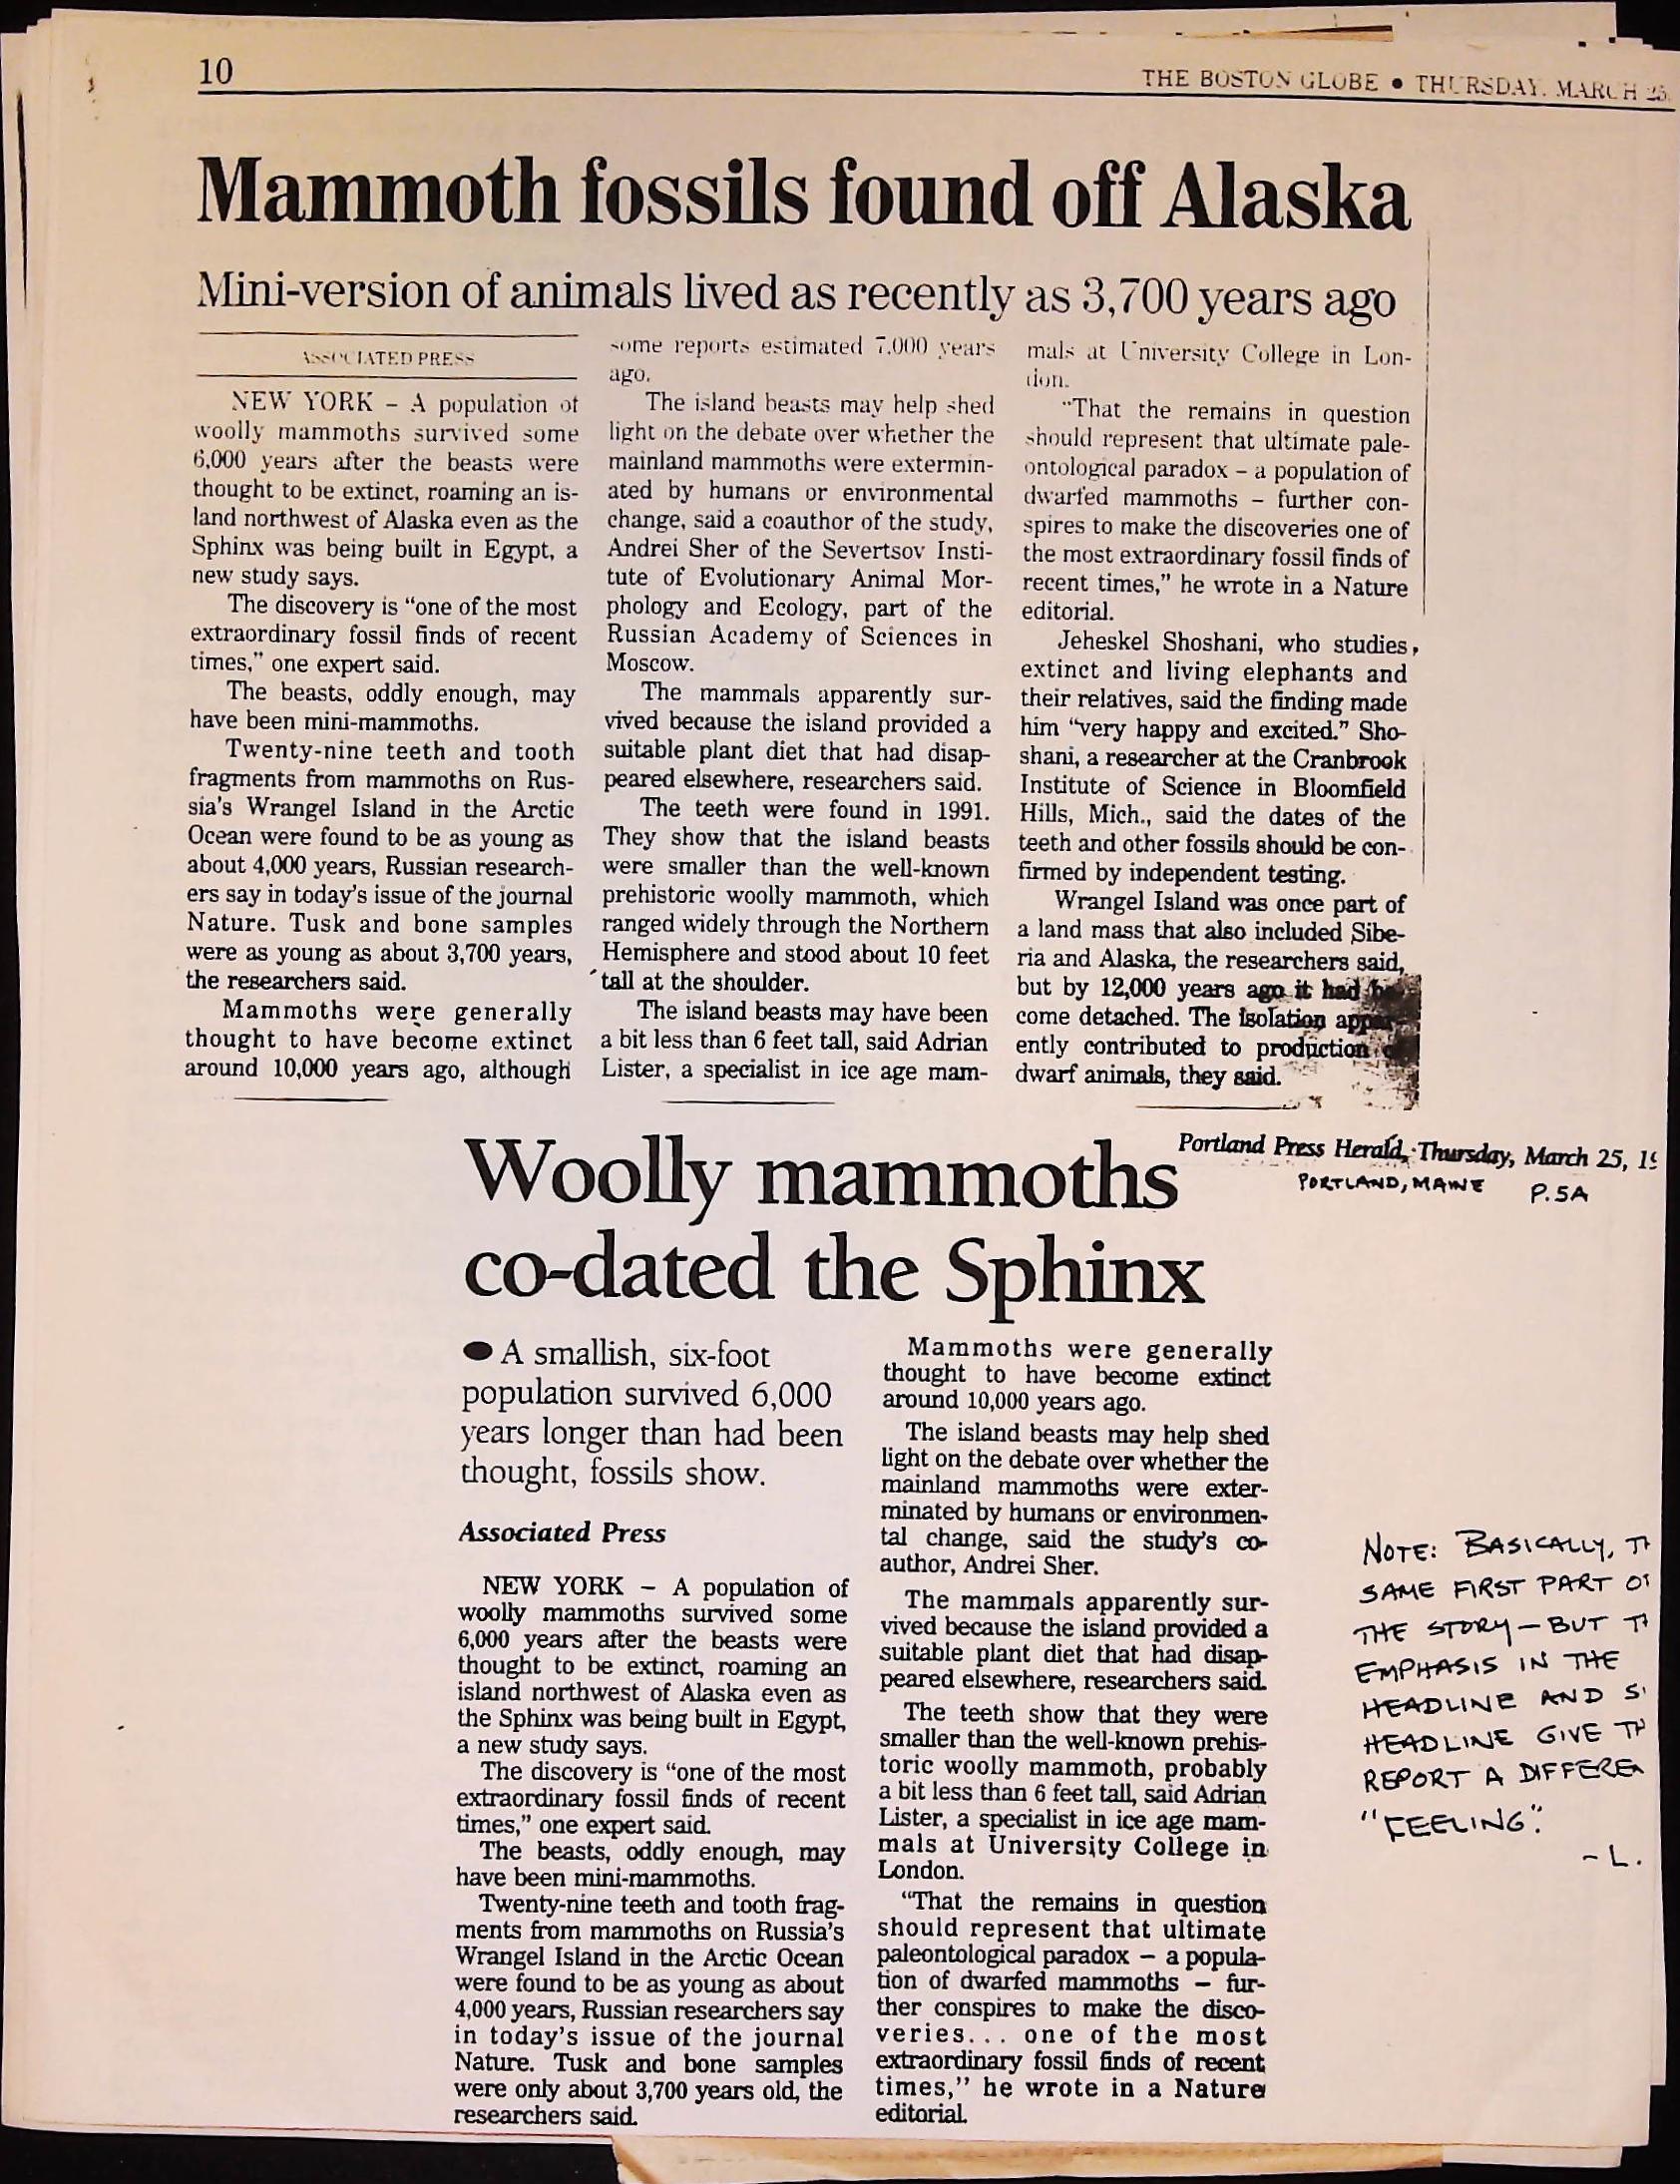 10
THE BOSTON GLOBE • THURSDAY, MARCH 25,
Mammoth fossils found off Alaska
Mini-version of animals lived as recently as 3,700 years ago
ASSOCIATED PRESS
NEW YORK – A population of
woolly mammoths survived some
6,000 years after the beasts were
thought to be extinct, roaming an is-
land northwest of Alaska even as the
Sphinx was being built in Egypt, a
new study says.
The discovery is “one of the most
extraordinary fossil finds of recent
times,” one expert said.
The beasts, oddly enough, may
have been mini-mammoths.
Twenty-nine teeth and tooth
fragments from mammoths on Rus-
sia’s Wrangel Island in the Arctic
Ocean were found to be as young as
about 4,000 years, Russian research-
ers say in today’s issue of the journal
Nature. Tusk and bone samples
were as young as about 3,700 years,
the researchers said.
Mammoths were generally
thought to have become extinct
around 10,000 years ago, although
some reports estimated 7,000 years
ago.
The island beasts may help shed
light on the debate over whether the
mainland mammoths were extermin-
ated by humans or environmental
change, said a coauthor of the study,
Andrei Sher of the Severtsov Insti-
tute of Evolutionary Animal Mor-
phology and Ecology, part of the
Russian Academy of Sciences in
Moscow.
The mammals apparently sur-
vived because the island provided a
suitable plant diet that had disap-
peared elsewhere, researchers said.
The teeth were found in 1991.
They show that the island beasts
were smaller than the well-known
prehistoric woolly mammoth, which
ranged widely through the Northern
Hemisphere and stood about 10 feet
tall at the shoulder.
The island beasts may have been
a bit less than 6 feet tall, said Adrian
Lister, a specialist in ice age mam-
mals at University College in Lon-
don.
“That the remains in question
should represent that ultimate pale-
ontological paradox – a population of
dwarfed mammoths – further con-
spires to make the discoveries one of
the most extraordinary fossil finds of
recent times,” he wrote in a Nature
editorial.
Jeheskel Shoshani, who studies
extinct and living elephants and
their relatives, said the finding made
him “very happy and excited.” Sho-
shani, a researcher at the Cranbrook
Institute of Science in Bloomfield
Hills, Mich., said the dates of the
teeth and other fossils should be con-
firmed by independent testing.
Wrangel Island was once part of
a land mass that also included Sibe-
ria and Alaska, the researchers said,
but by 12,000 years ago it had be-
come detached. The isolation appar-
ently contributed to production
dwarf animals, they said.
Portland Press Herald, Thursday, March 25, 19
PORTLAND, MAINE P.5A
Woolly mammoths
co-dated the Sphinx
● A smallish, six-foot
population survived 6,000
years longer than had been
thought, fossils show.
Associated Press
NEW YORK – A population of
woolly mammoths survived some
6,000 years after the beasts were
thought to be extinct, roaming an
island northwest of Alaska even as
the Sphinx was being built in Egypt,
a new study says.
The discovery is “one of the most
extraordinary fossil finds of recent
times,” one expert said.
The beasts, oddly enough, may
have been mini-mammoths.
Twenty-nine teeth and tooth frag-
ments from mammoths on Russia’s
Wrangel Island in the Arctic Ocean
were found to be as young as about
4,000 years, Russian researchers say
in today’s issue of the journal
Nature. Tusk and bone samples
were only about 3,700 years old, the
researchers said.
Mammoths were generally
thought to have become extinct
around 10,000 years ago.
The island beasts may help shed
light on the debate over whether the
mainland mammoths were exter-
minated by humans or environmen-
tal change, said the study’s co-
author, Andrei Sher.
The mammals apparently sur-
vived because the island provided a
suitable plant diet that had disap-
peared elsewhere, researchers said.
The teeth show that they were
smaller than the well-known prehis-
toric woolly mammoth, probably
a bit less than 6 feet tall, said Adrian
Lister, a specialist in ice age mam-
mals at University College in
London.
“That the remains in question
should represent that ultimate
paleontological paradox – a popula-
tion of dwarfed mammoths – fur-
ther conspires to make the disco-
veries... one of the most
extraordinary fossil finds of recent
times,” he wrote in a Nature
editorial.
NOTE: BASICALLY,
SAME FIRST PART
THE STORY – BUT
EMPHASIS IN THE
HEADLINE AND
HEADLINE GIVE
REPORT A DIFFEREN
"FEELING".
– L.